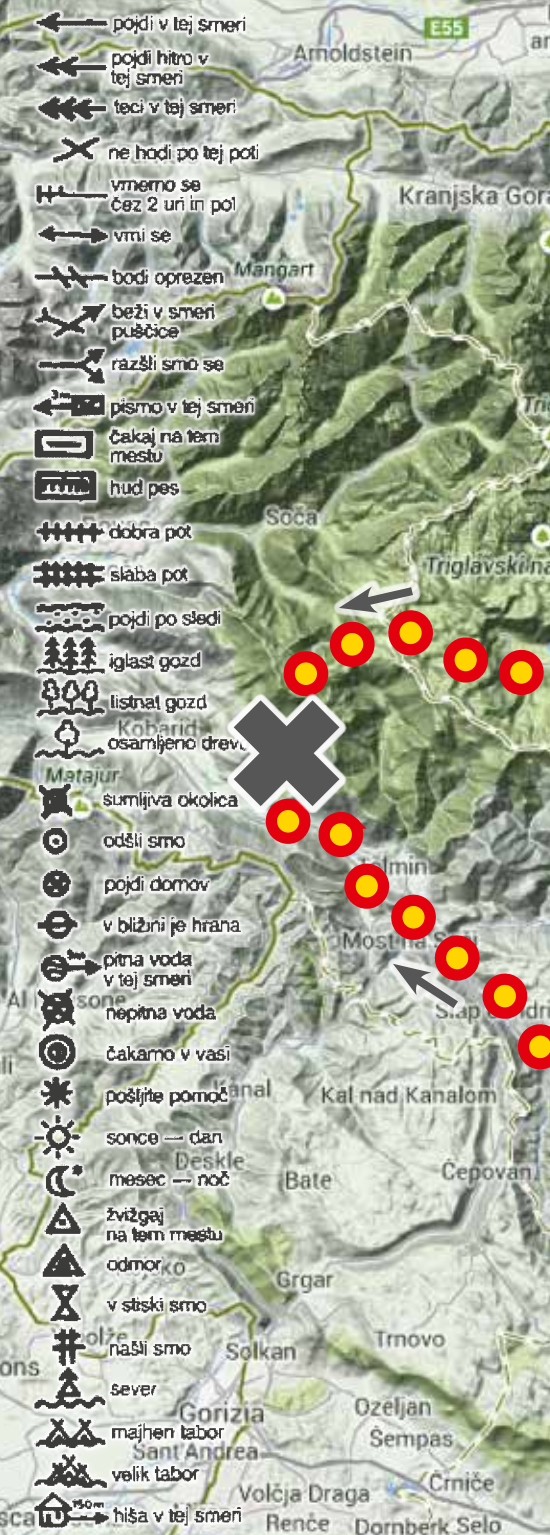 pojdi v tej smeri
pojdi hitro v
tej smeri
teci v tej smeri
ne hodi po tej poti
vrnemo se
čez 2 uri in pol
vrni se
bodi oprezen
beži v smeri
puščice
razšli smo se
pismo v tej smeri
čakaj na tem
mestu
hud pes
dobra pot
slaba pot
pojdi po sledi
iglast gozd
listnat gozd
osamljeno drevo
sumljiva okolica
odšli smo
pojdi domov
v bližini je hrana
pitna voda
v tej smeri
nepitna voda
čakamo v vasi
pošljite pomoč
sonce — dan
mesec — noč
žvižgaj
na tem mestu
odmor
v stiski smo
našli smo
sever
majhen tabor
velik tabor
150m
hiša v tej smeri
E55
Arnoldstein
Kranjska Gora
Mangart
Soča
Triglavski na
Kobarid
Matajur
Tolmin
Most na Soči
Kal nad Kanalom
Deskle
Bate
Čepovan
Grgar
Trnovo
Solkan
Ozeljan
Gorizia
Šempas
Sant Andrea
Črniče
Volčja Draga
Renče
Dornberk
Selo